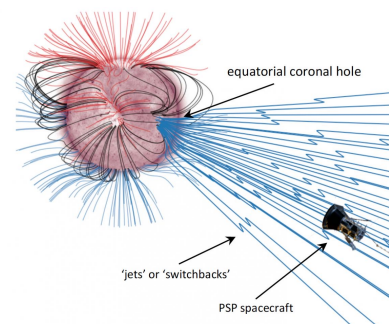 equatorial coronal hole
'jets' or 'switchbacks'
PSP spacecraft